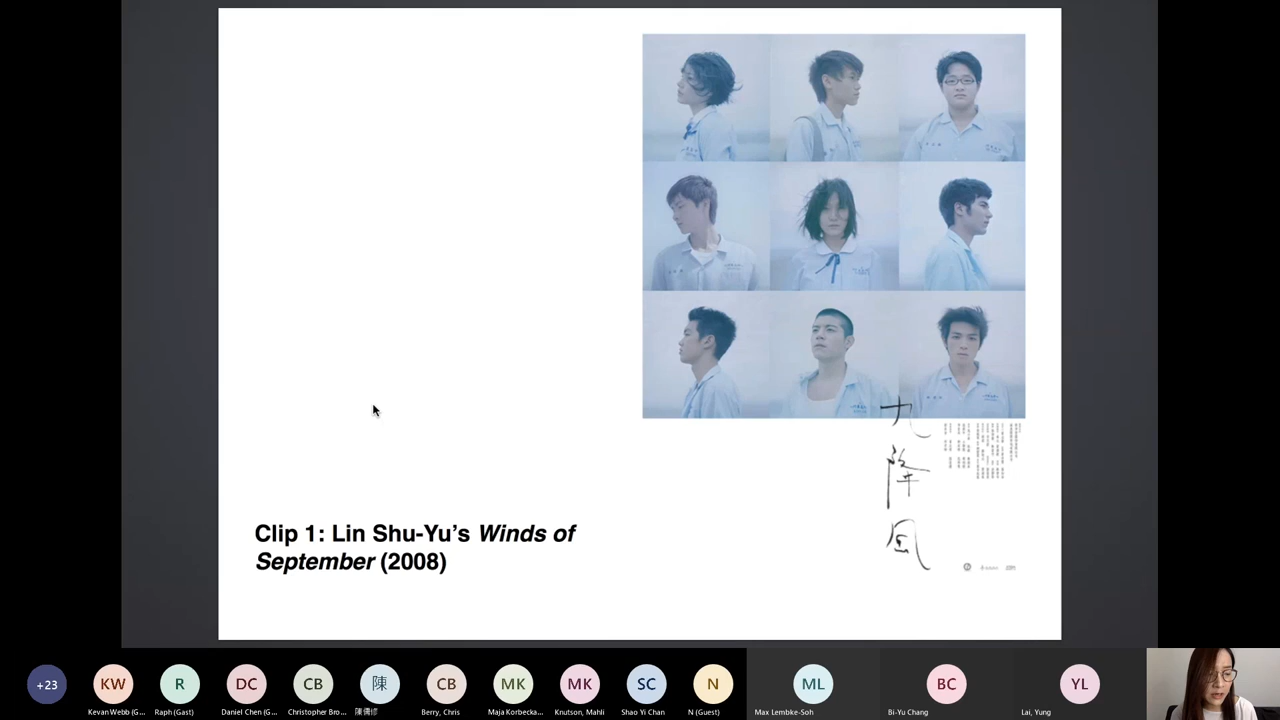 九
降
風
Clip 1: Lin Shu-Yu’s Winds of
September (2008)
+23
KW
R
DC
CB
陳
CB
MK
MK
SC
N
ML
BC
YL
Kevan Webb (G...
Raph (Gast)
Daniel Chen (G...
Christopher Bro...
Berry, Chris
Maja Korbecka...
Knutson, Mahli
Shao Yi Chan
N (Guest)
Max Lembke-Soh
Bi-Yu Chang
Lai, Yung